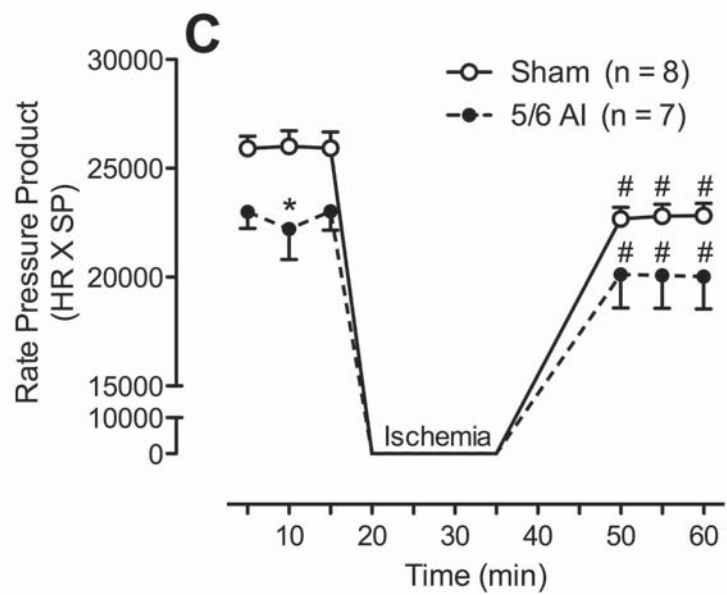 C
30000
25000
20000
15000
10000
0
Rate Pressure Product
(HR X SP)
Sham (n = 8)
5/6 AI (n = 7)
*
# # #
# # #
Ischemia
10 20 30 40 50 60
Time (min)